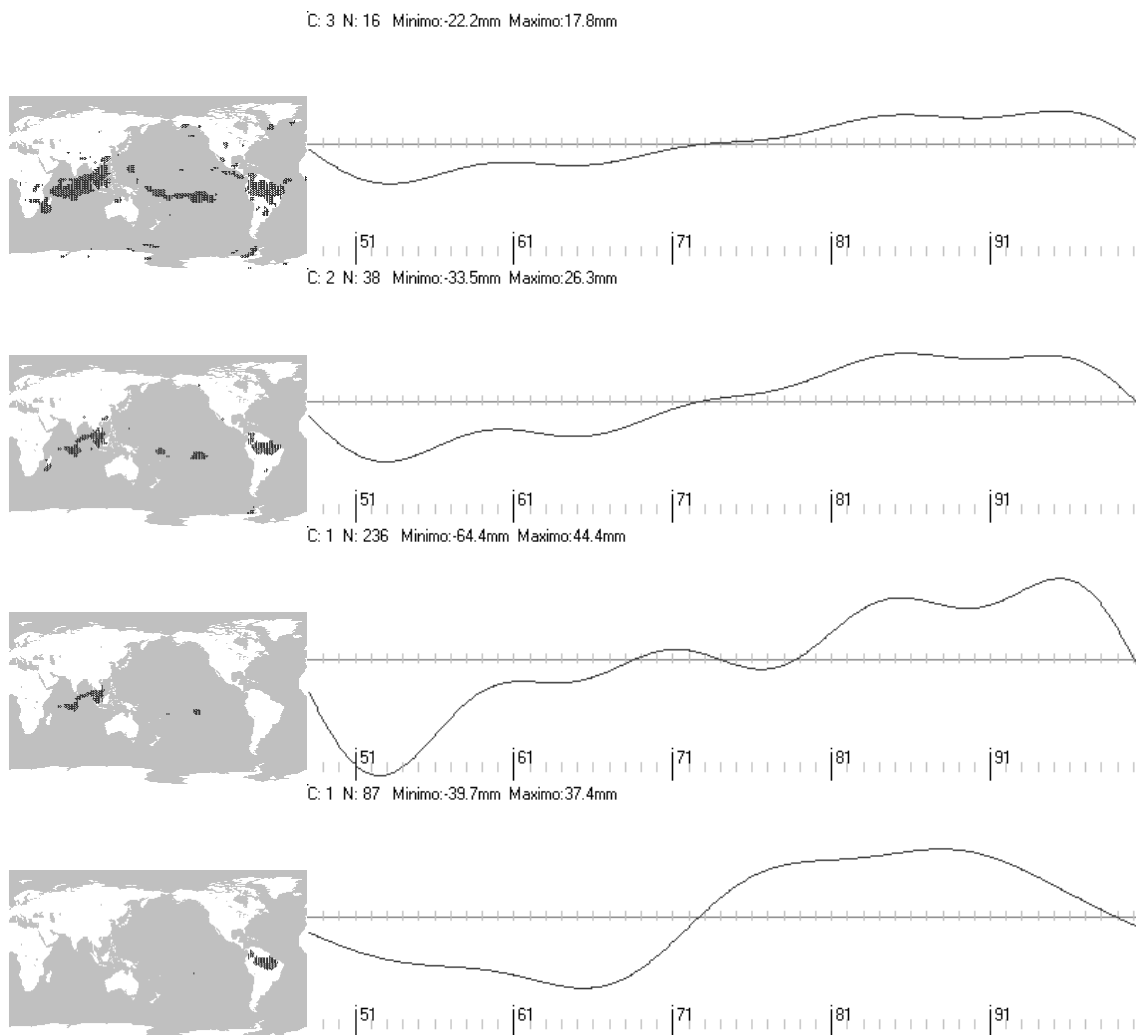 C: 3 N: 16 Minimo:-22.2mm Maximo:17.8mm
51 61 71 81 91
C: 2 N: 38 Minimo:-33.5mm Maximo:26.3mm
51 61 71 81 91
C: 1 N: 236 Minimo:-64.4mm Maximo:44.4mm
51 61 71 81 91
C: 1 N: 87 Minimo:-39.7mm Maximo:37.4mm
51 61 71 81 91